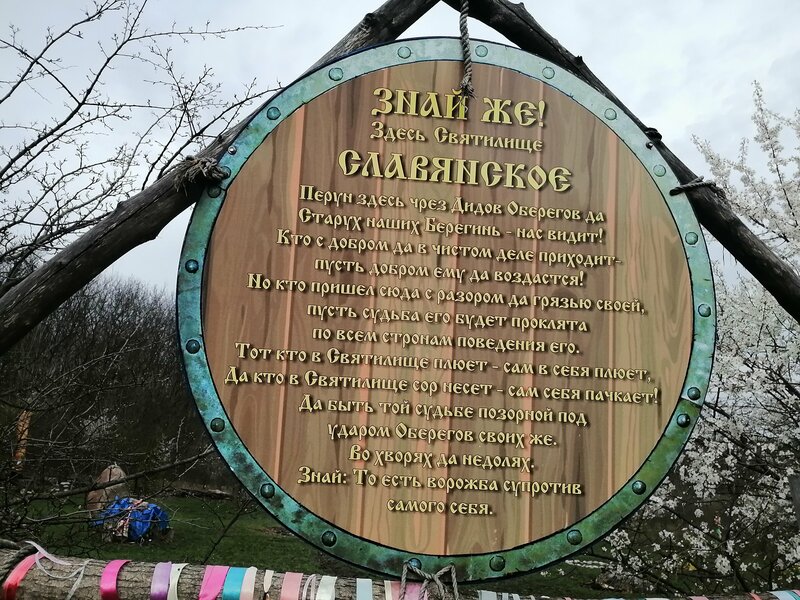 ЗНАЙ ЖЕ!
Здесь Святилище
СЛАВЯНСКОЕ
Перун здесь чрез Дидов Оберегов да
Старух наших Берегинь - нас видит!
Кто с добром да в чистом деле приходит-
пусть добром ему да воздастся!
Но кто пришел сюда с разором да грязью своей,
пусть судьба его будет проклята
по всем стронам поведения его.
Тот кто в Святилище плюет - сам в себя плюет,
Да кто в Святилище сор несет - сам себя пачкает!
Да быть той судьбе позорной под
ударом Оберегов своих же.
Во хворях да недолях.
Знай: То есть ворожба супротив
самого себя.